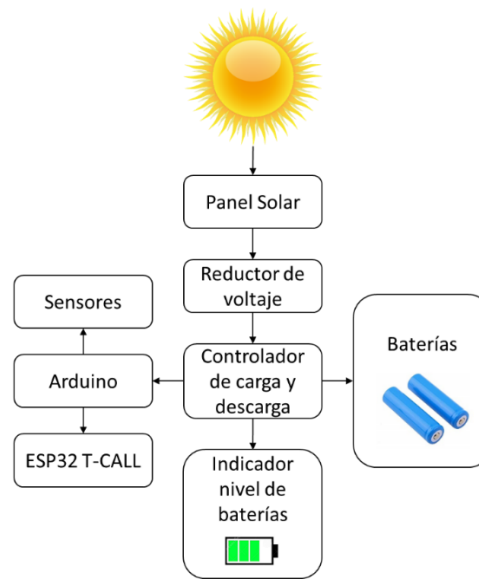 Panel Solar
Reductor de
voltaje
Sensores
Controlador
de carga y
descarga
Baterías
Arduino
ESP32 T-CALL
Indicador
nivel de
baterías